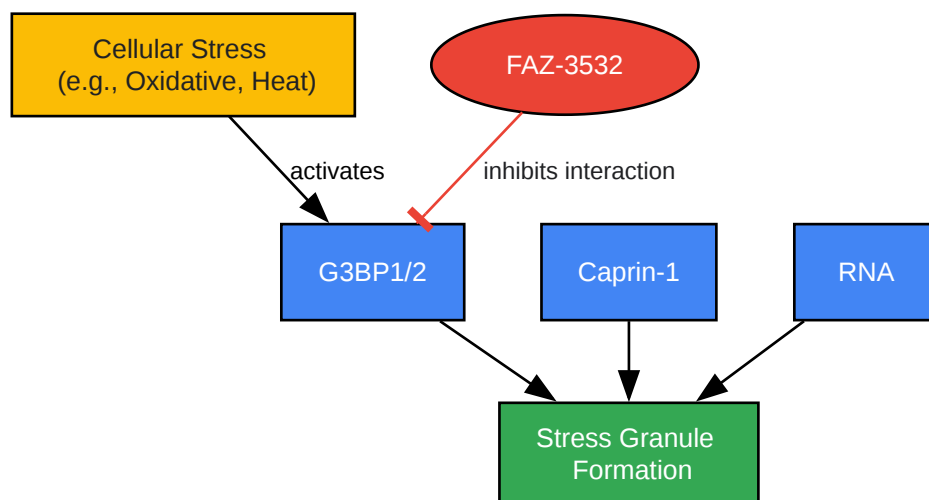 Cellular Stress
(e.g., Oxidative, Heat)
FAZ-3532
activates
inhibits interaction
G3BP1/2
Caprin-1
RNA
Stress Granule
Formation